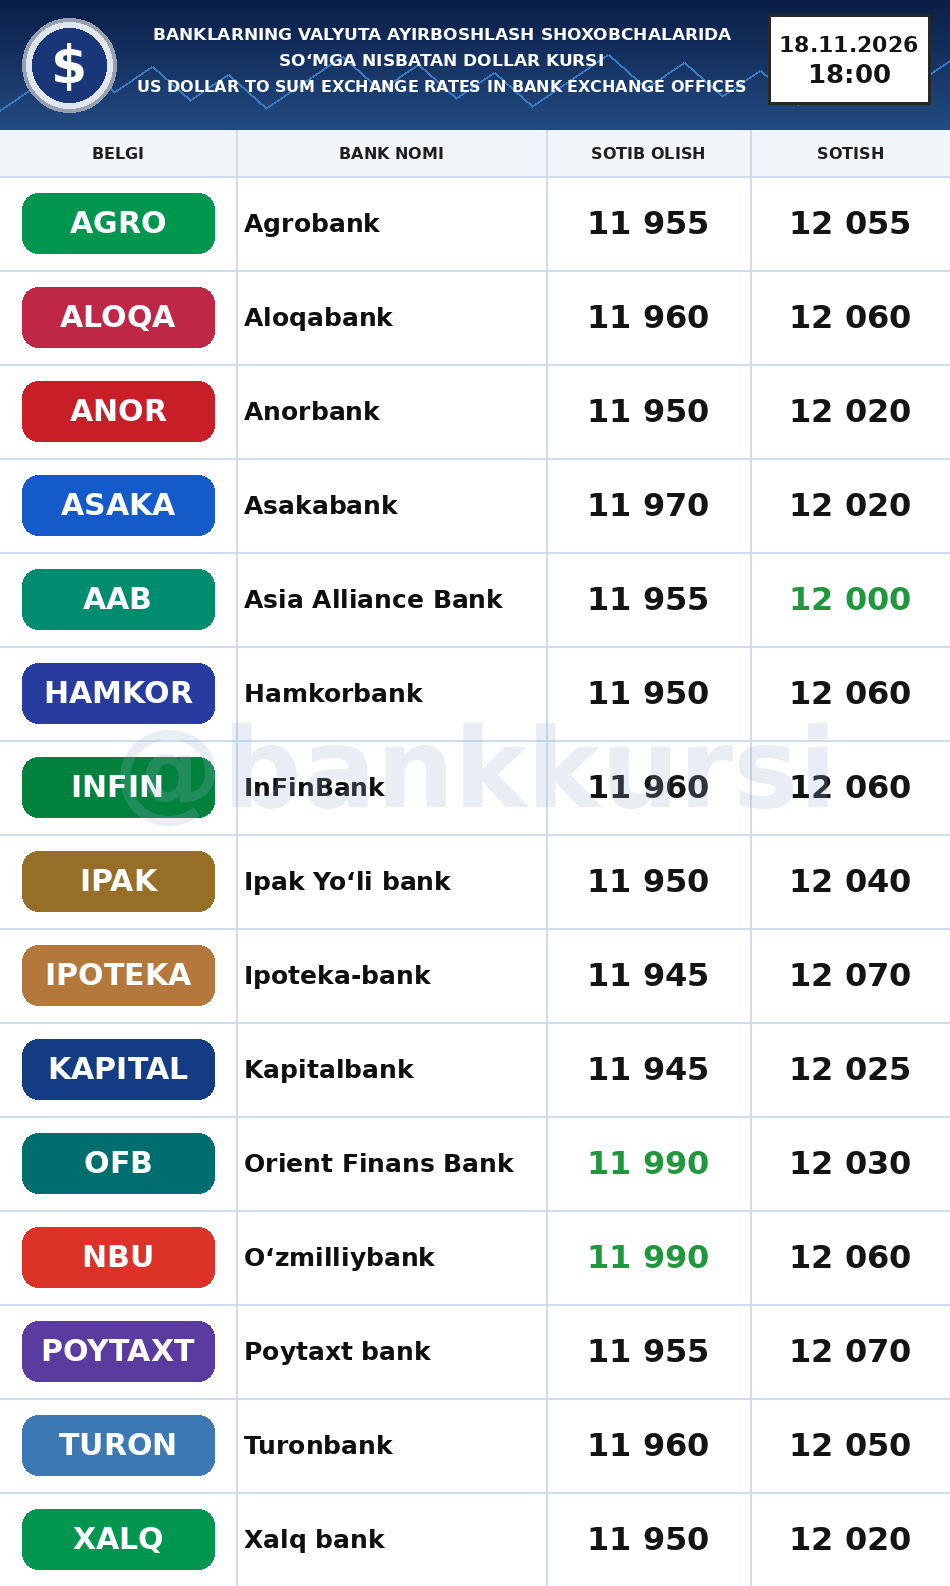 BANKLARNING VALYUTA AYIRBOSHLASH SHOXOBCHALARIDA
SO‘MGA NISBATAN DOLLAR KURSI
US DOLLAR TO SUM EXCHANGE RATES IN BANK EXCHANGE OFFICES
18.11.2026
18:00
$
BELGI BANK NOMI SOTIB OLISH SOTISH
AGRO Agrobank 11 955 12 055
ALOQA Aloqabank 11 960 12 060
ANOR Anorbank 11 950 12 020
ASAKA Asakabank 11 970 12 020
AAB Asia Alliance Bank 11 955 12 000
HAMKOR Hamkorbank 11 950 12 060
@bankkursi
INFIN InFinBank 11 960 12 060
IPAK Ipak Yo‘li bank 11 950 12 040
IPOTEKA Ipoteka-bank 11 945 12 070
KAPITAL Kapitalbank 11 945 12 025
OFB Orient Finans Bank 11 990 12 030
NBU O‘zmilliybank 11 990 12 060
POYTAXT Poytaxt bank 11 955 12 070
TURON Turonbank 11 960 12 050
XALQ Xalq bank 11 950 12 020